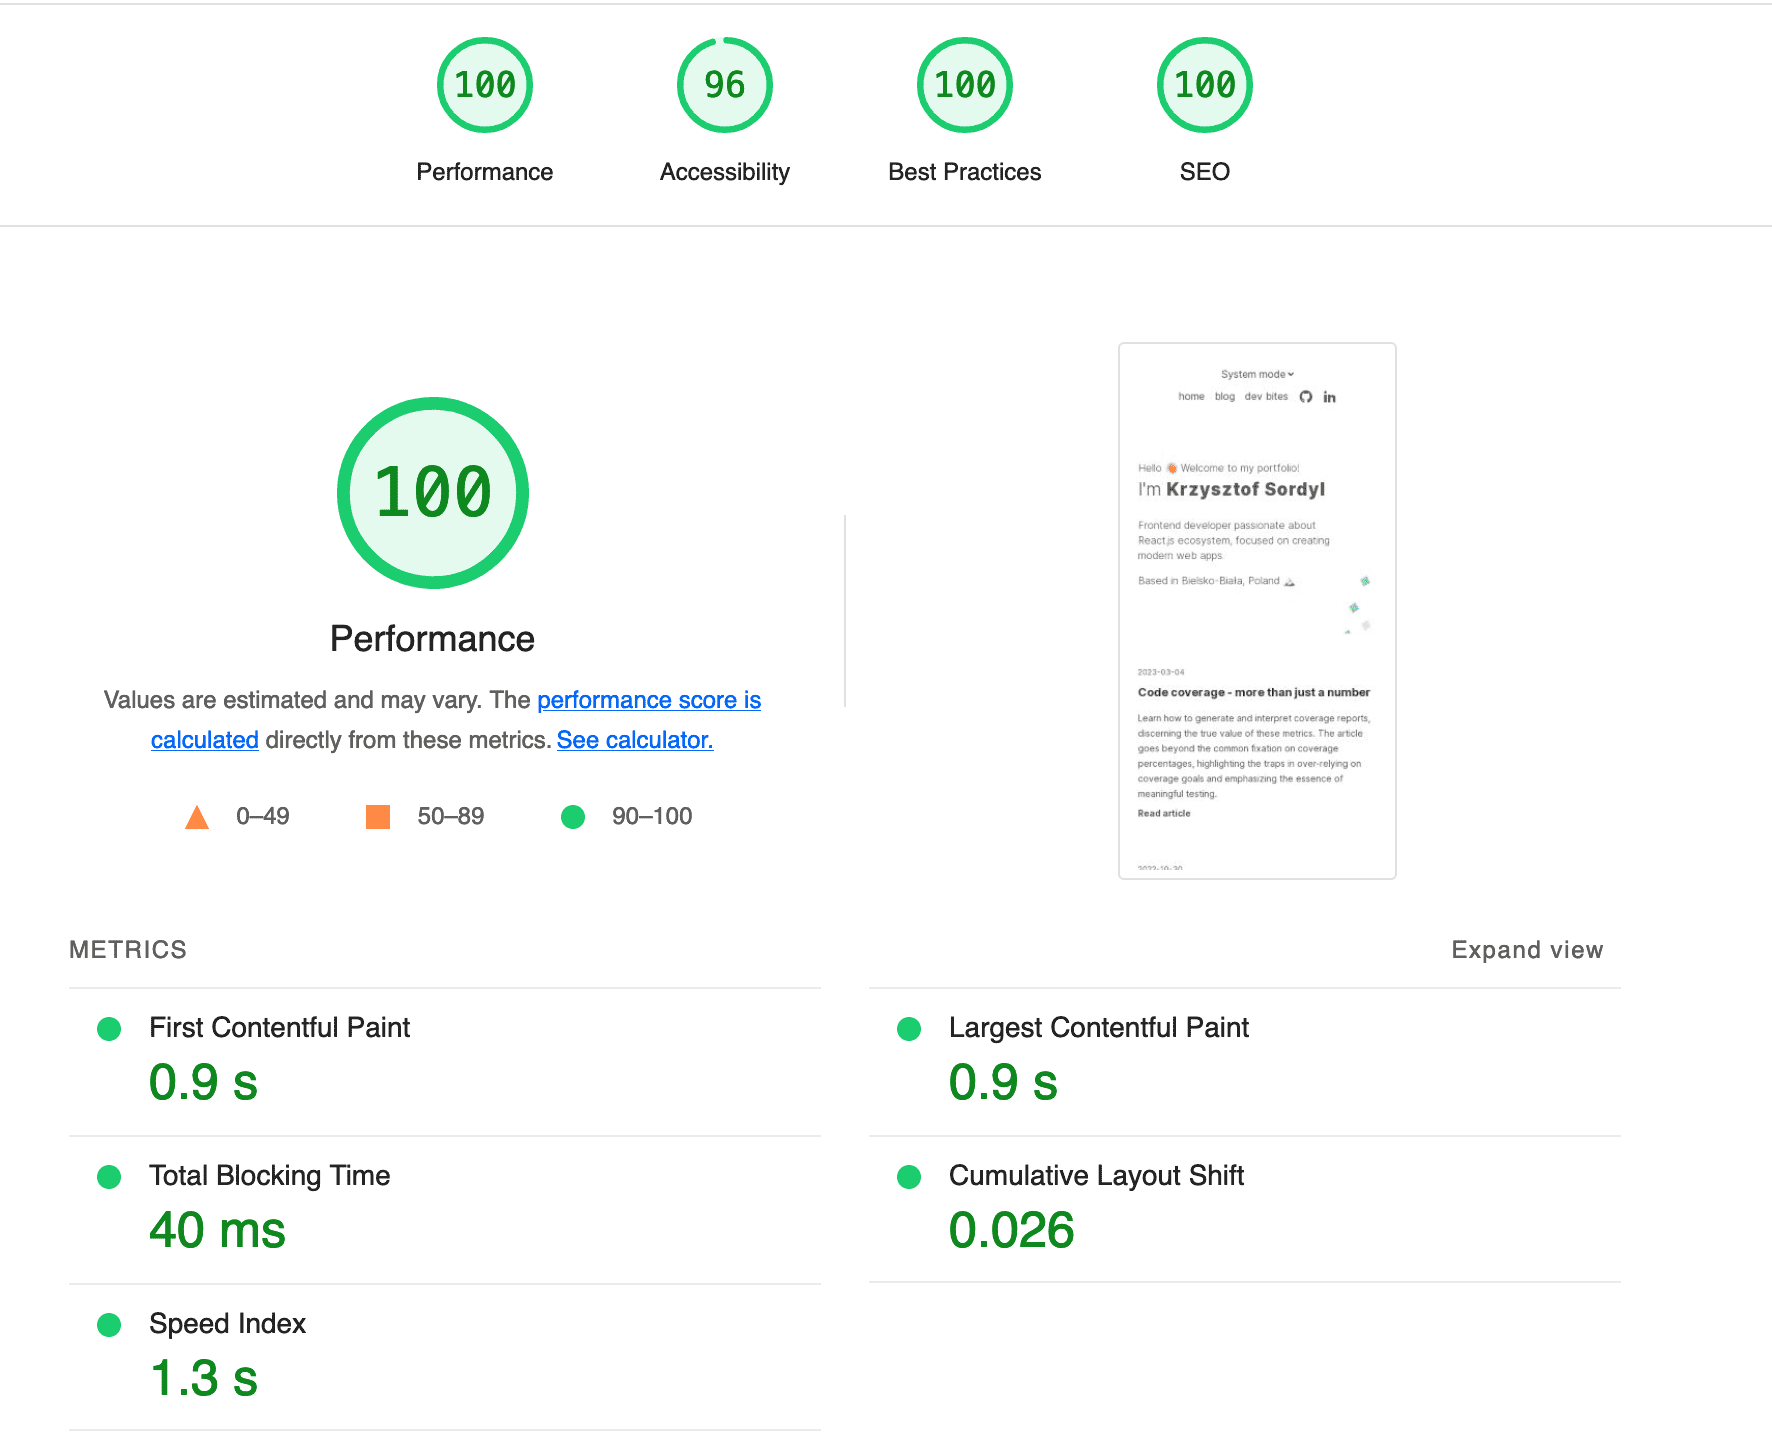 100
96
100
100
Performance
Accessibility
Best Practices
SEO
100
Performance
Values are estimated and may vary. The performance score is
calculated directly from these metrics. See calculator.
0–49
50–89
90–100
System mode
home blog dev bites in
Hello 👋 Welcome to my portfolio!
I'm Krzysztof Sordyl
Frontend developer passionate about
React.js ecosystem, focused on creating
modern web apps.
Based in Bielsko-Biała, Poland
2023-03-04
Code coverage - more than just a number
Learn how to generate and interpret coverage reports,
discerning the true value of these metrics. The article
goes beyond the common fixation on coverage
percentages, highlighting the traps in over-relying on
coverage goals and emphasizing the essence of
meaningful testing.
Read article
2022-10-30
METRICS
Expand view
First Contentful Paint
0.9 s
Largest Contentful Paint
0.9 s
Total Blocking Time
40 ms
Cumulative Layout Shift
0.026
Speed Index
1.3 s